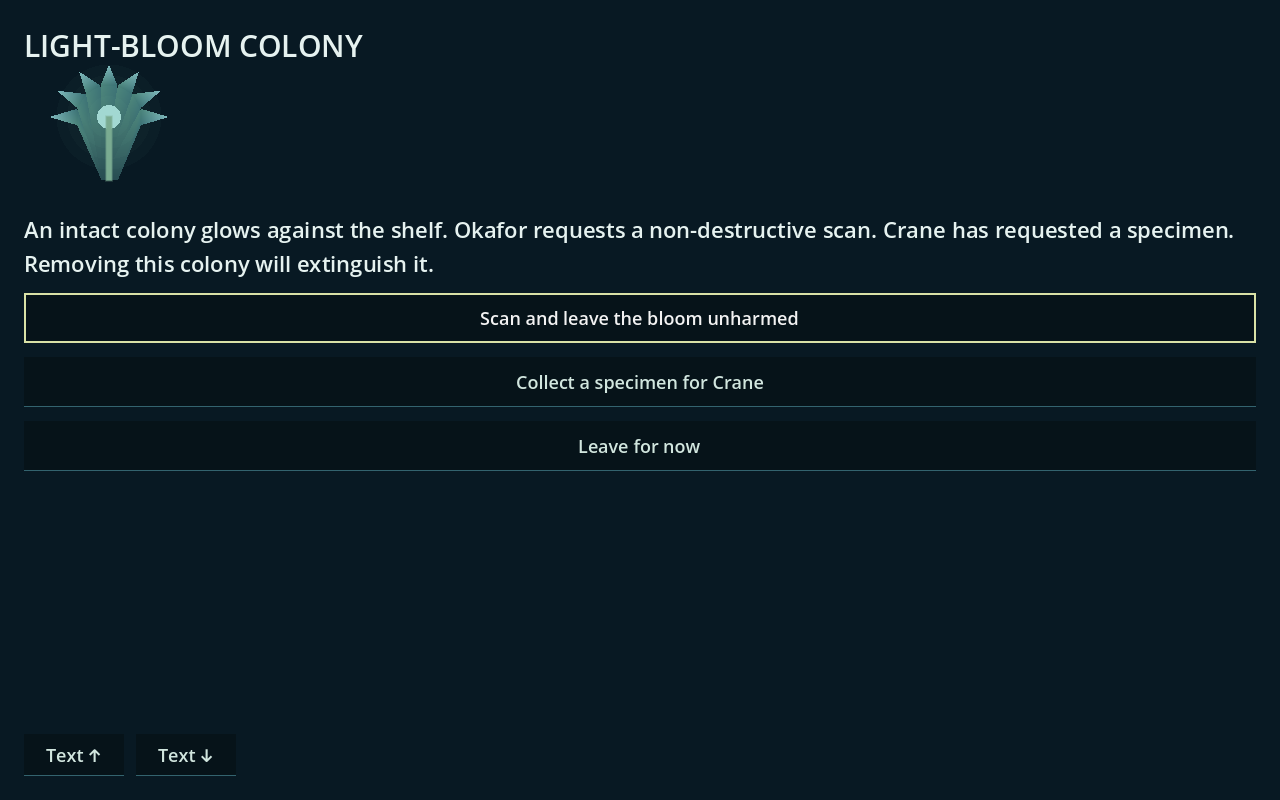 LIGHT-BLOOM COLONY
An intact colony glows against the shelf. Okafor requests a non-destructive scan. Crane has requested a specimen.
Removing this colony will extinguish it.
Scan and leave the bloom unharmed
Collect a specimen for Crane
Leave for now
Text ↑ Text ↓